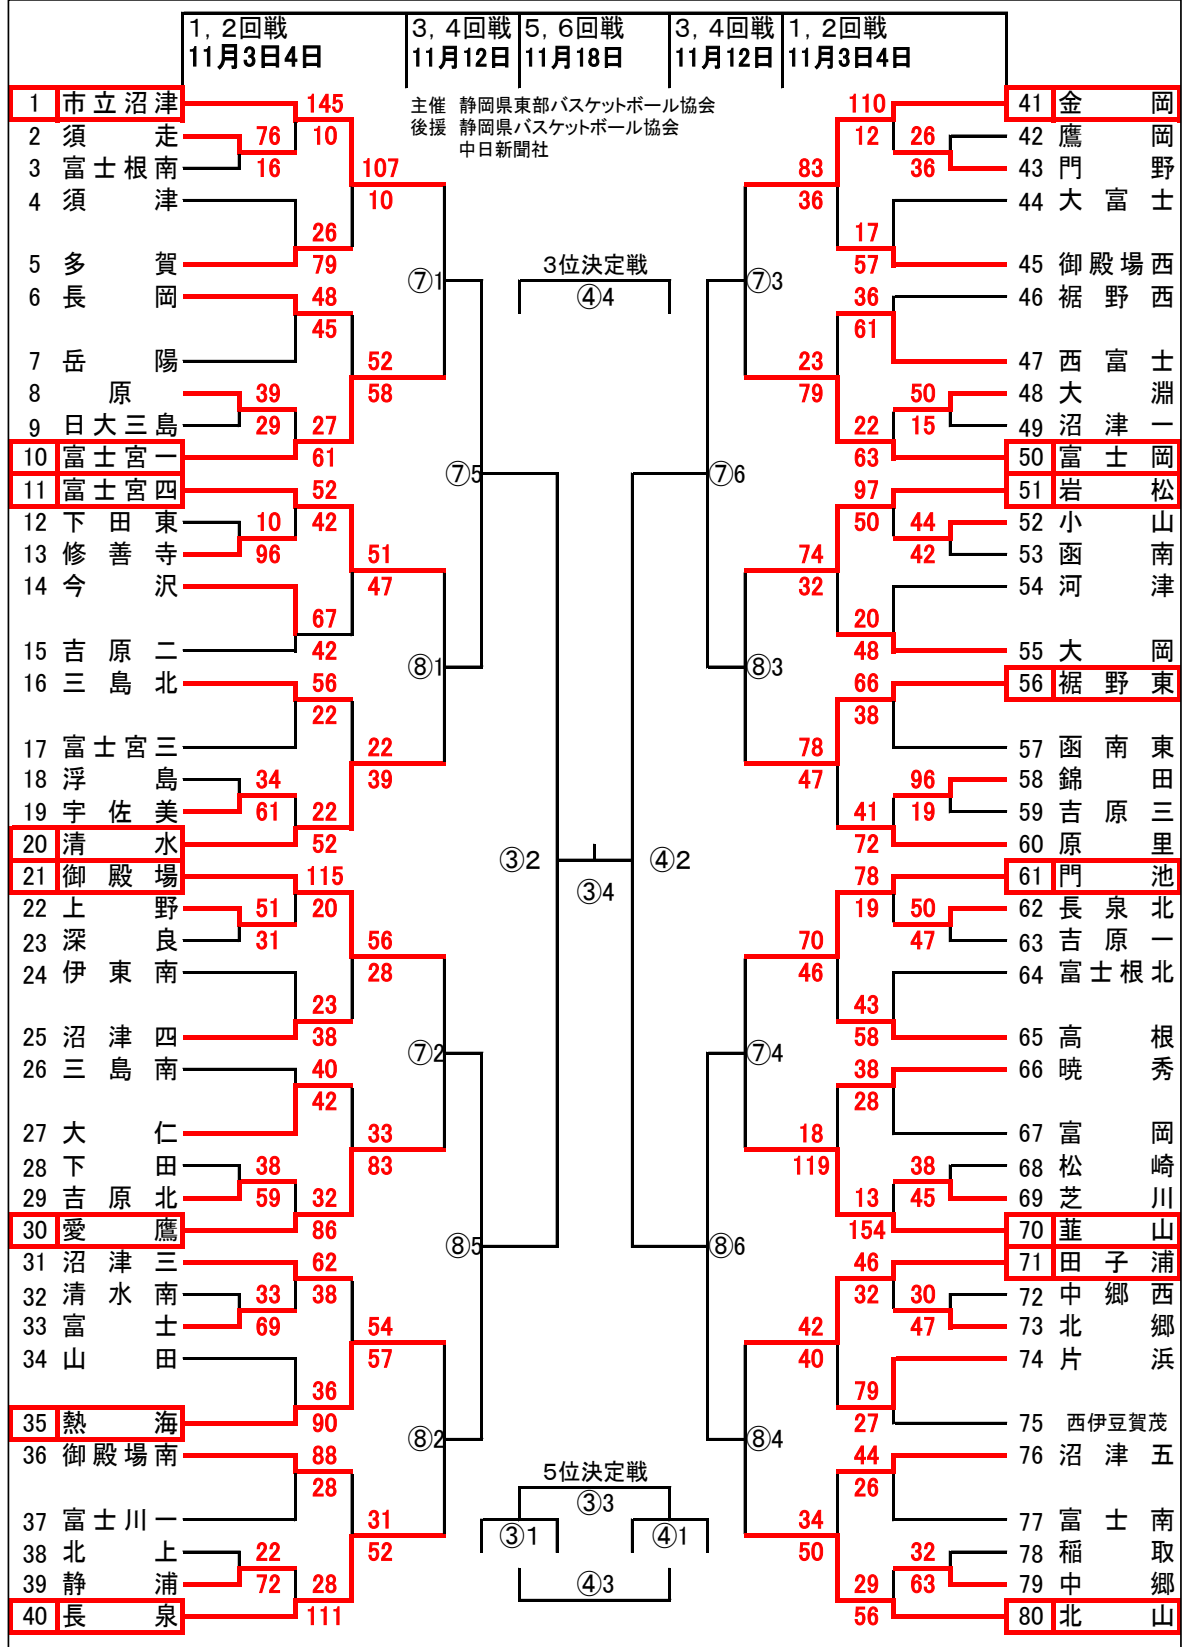 1，2回戦
11月3日4日
3，4回戦
11月12日
5，6回戦
11月18日
3，4回戦
11月12日
1，2回戦
11月3日4日
主催 静岡県東部バスケットボール協会
後援 静岡県バスケットボール協会
中日新聞社
1 市立沼津
2 須走
3 富士根南
4 須津
5 多賀
6 長岡
7 岳陽
8 原
9 日大三島
10 富士宮一
11 富士宮四
12 下田東
13 修善寺
14 今沢
15 吉原二
16 三島北
17 富士宮三
18 浮島
19 宇佐美
20 清水
21 御殿場
22 上野
23 深良
24 伊東南
25 沼津四
26 三島南
27 大仁
28 下田
29 吉原北
30 愛鷹
31 沼津三
32 清水南
33 富士
34 山田
35 熱海
36 御殿場南
37 富士川一
38 北上
39 静浦
40 長泉
76
16
39
29
10
96
34
61
51
31
38
59
33
69
22
72
145
10
26
79
48
45
27
61
52
42
67
42
56
22
22
52
115
20
23
38
40
42
32
86
62
38
36
90
88
28
28
111
107
10
52
58
51
47
22
39
56
28
33
83
54
57
31
52
⑦1
⑧1
⑦2
⑧2
⑦5
⑧5
③2
3位決定戦
④4
③4
5位決定戦
③3
③1
④1
④3
④2
⑦6
⑧6
⑦3
⑧3
⑦4
⑧4
83
36
23
79
74
32
78
47
70
46
18
119
42
40
34
50
110
12
17
57
36
61
22
63
97
50
20
48
66
38
41
72
78
19
43
58
38
28
13
154
46
32
79
27
44
26
29
56
26
36
50
15
44
42
96
19
50
47
38
45
30
47
32
63
41 金岡
42 鷹岡
43 門野
44 大富士
45 御殿場西
46 裾野西
47 西富士
48 大淵
49 沼津一
50 富士岡
51 岩松
52 小山
53 函南
54 河津
55 大岡
56 裾野東
57 函南東
58 錦田
59 吉原三
60 原里
61 門池
62 長泉北
63 吉原一
64 富士根北
65 高根
66 暁秀
67 富岡
68 松崎
69 芝川
70 韮山
71 田子浦
72 中郷西
73 北郷
74 片浜
75 西伊豆賀茂
76 沼津五
77 富士南
78 稲取
79 中郷
80 北山